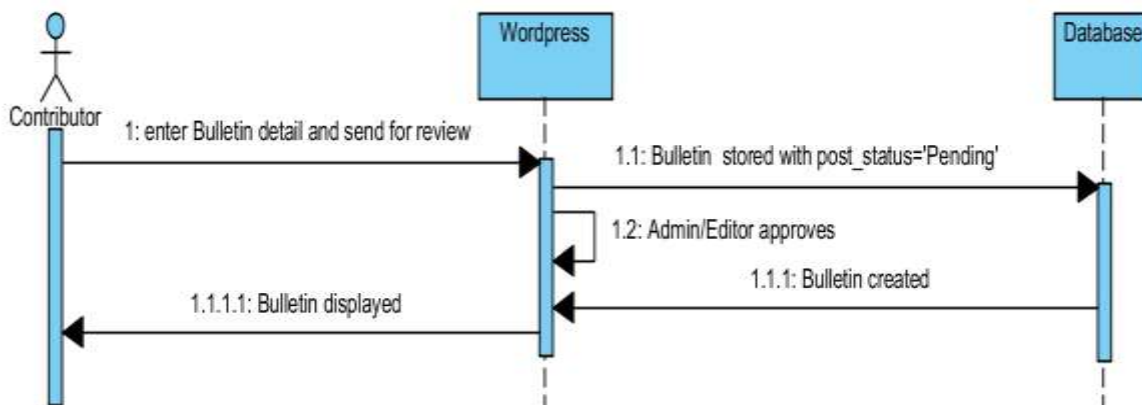 Wordpress
Database
Contributor
1: enter Bulletin detail and send for review
1.1: Bulletin stored with post_status='Pending'
1.2: Admin/Editor approves
1.1.1: Bulletin created
1.1.1.1: Bulletin displayed